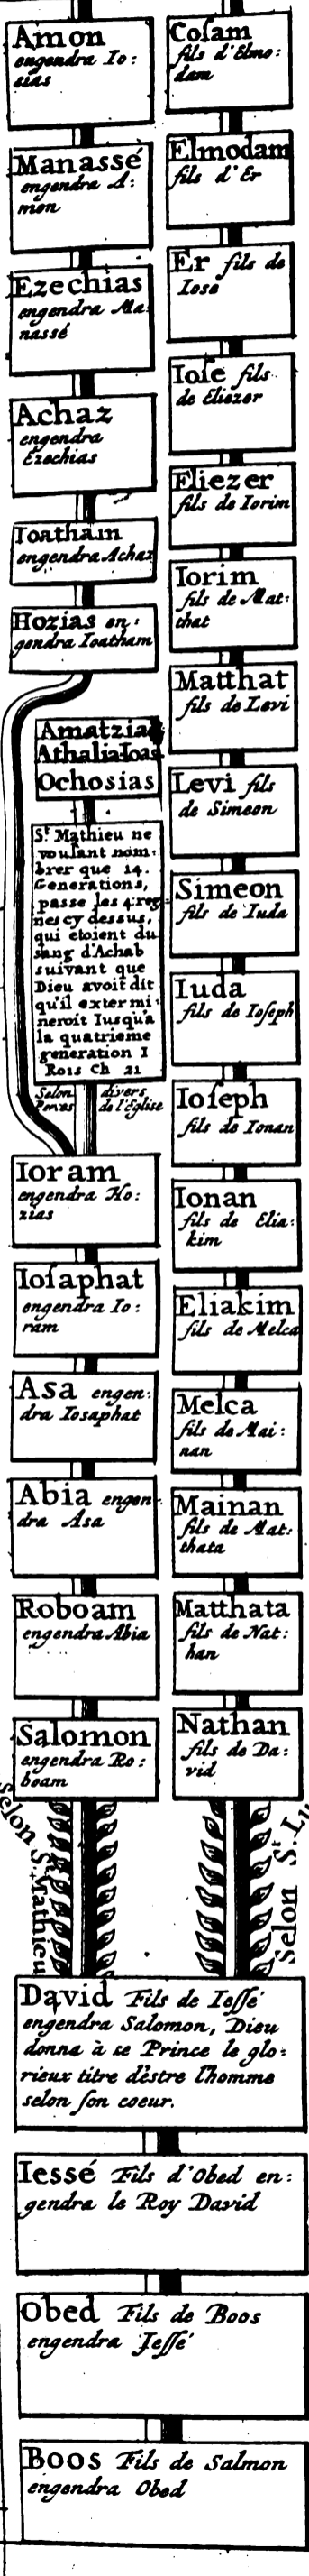 Amon
engendra Io:
sias
Manassé
engendra A:
mon
Ezechias
engendra Ma:
nassé
Achaz
engendra
Ezechias
Ioatham
engendra Achaz
Hozias en:
gendra Ioatham
Amatzia
Athalia Ioas
Ochosias
St. Mathieu ne
voulant nom:
brer que 14.
Generations,
passe les 4: reg
nes cy dessus,
qui etoient du
sang d'Achab
suivant que
Dieu avoit dit
qu'il extermi:
neroit Iusqu'a
la quatrieme
generation I
Rois Ch 21
Selon divers
Peres de l'Eglise
Ioram
engendra Ho:
zias
Iosaphat
engendra Io:
ram
Asa engen:
dra Iosaphat
Abia engen:
dra Asa
Roboam
engendra Abia
Salomon
engendra Ro:
boam
Selon St. Mathieu
Cosam
fils d'Elmo:
dam
Elmodam
fils d'Er
Er fils de
Iose
Iose fils
de Eliezer
Eliezer
fils de Iorim
Iorim
fils de Mat:
that
Matthat
fils de Levi
Levi fils
de Simeon
Simeon
fils de Iuda
Iuda
fils de Ioseph
Ioseph
fils de Ionan
Ionan
fils de Elia:
kim
Eliakim
fils de Melca
Melca
fils de Mai:
nan
Mainan
fils de Mat:
thata
Matthata
fils de Nat:
han
Nathan
fils de Da:
vid
Selon St. Lu
David Fils de Iessé
engendra Salomon, Dieu
donna à ce Prince le glo:
rieux titre d'estre l'homme
selon son coeur.
Iessé Fils d'Obed en:
gendra le Roy David
Obed Fils de Boos
engendra Jessé
Boos Fils de Salmon
engendra Obed